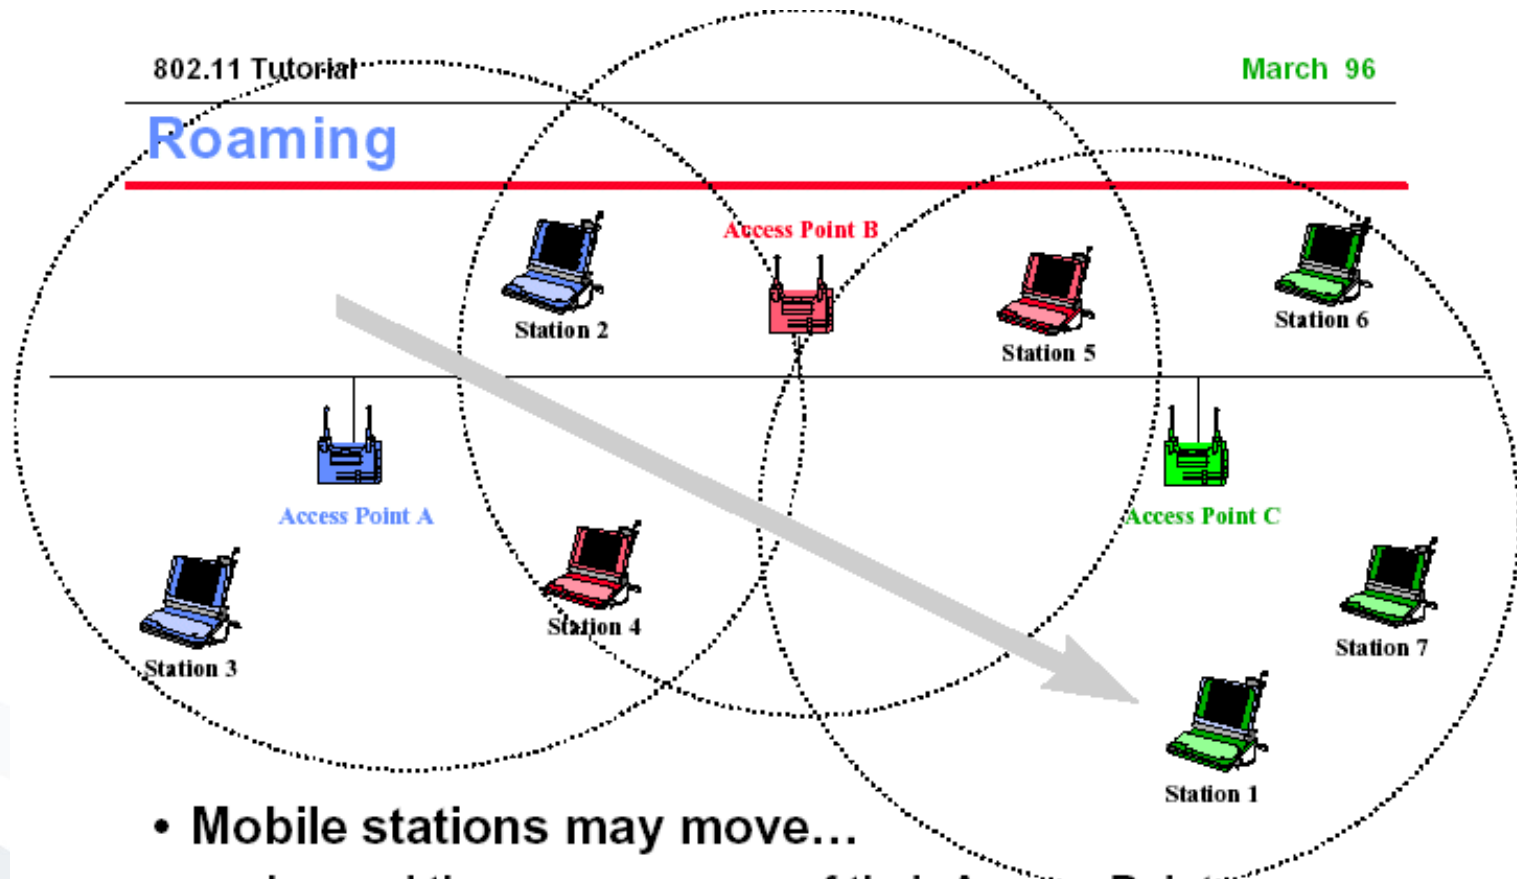 802.11 Tutorial
March 96
Roaming
Access Point B
Station 2
Station 5
Station 6
Access Point A
Access Point C
Station 4
Station 3
Station 7
Station 1
• Mobile stations may move…